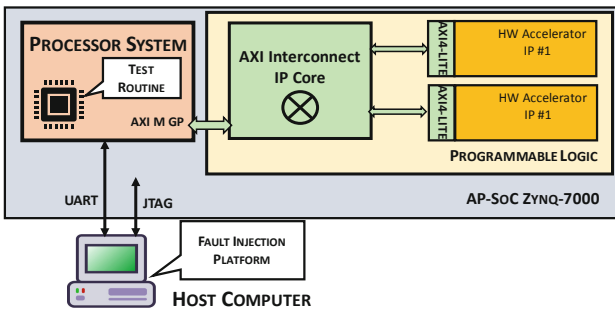 PROCESSOR SYSTEM
TEST
ROUTINE
AXI M GP
AXI Interconnect
IP Core
AXI4-LITE
HW Accelerator
IP #1
AXI4-LITE
HW Accelerator
IP #1
PROGRAMMABLE LOGIC
AP-SOC ZYNQ-7000
UART
JTAG
FAULT INJECTION
PLATFORM
HOST COMPUTER